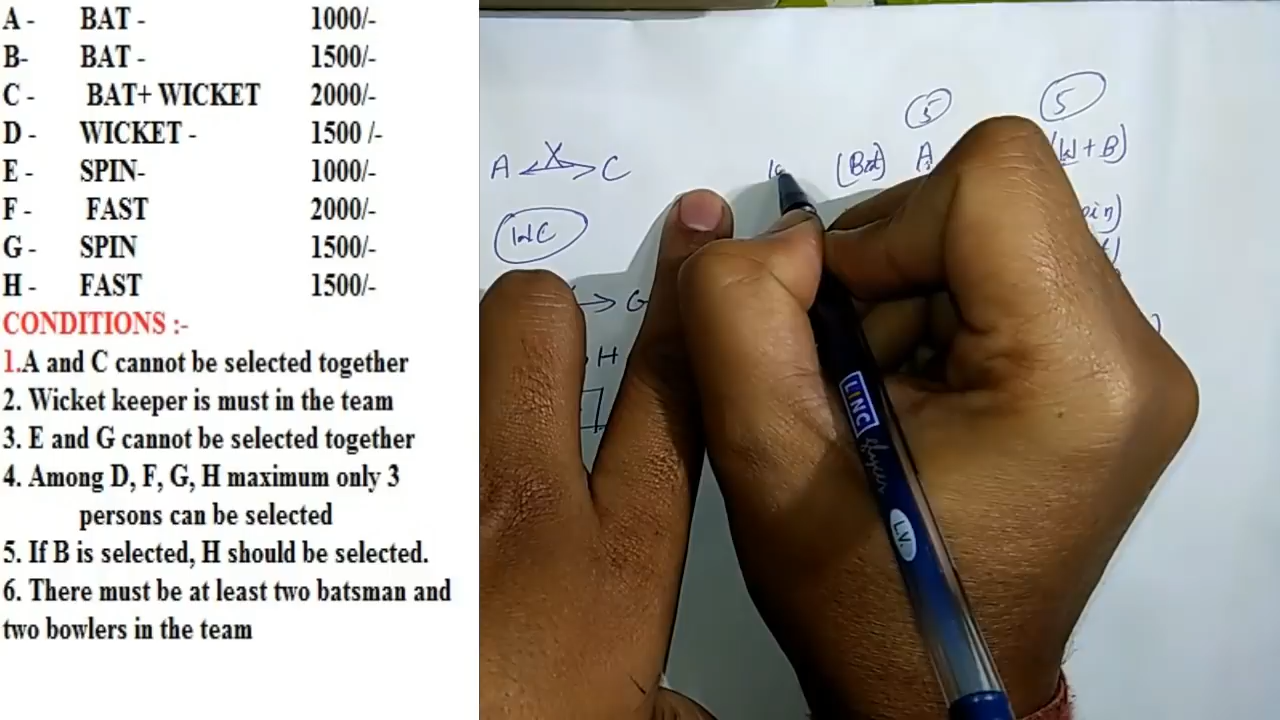 A - BAT - 1000/-
B- BAT - 1500/-
C - BAT+ WICKET 2000/-
D - WICKET - 1500 /-
E - SPIN- 1000/-
F - FAST 2000/-
G - SPIN 1500/-
H - FAST 1500/-
CONDITIONS :-
1.A and C cannot be selected together
2. Wicket keeper is must in the team
3. E and G cannot be selected together
4. Among D, F, G, H maximum only 3
persons can be selected
5. If B is selected, H should be selected.
6. There must be at least two batsman and
two bowlers in the team
5 5
A C (Bat) A (W + B)
WC
G
H
LINC
L.V.